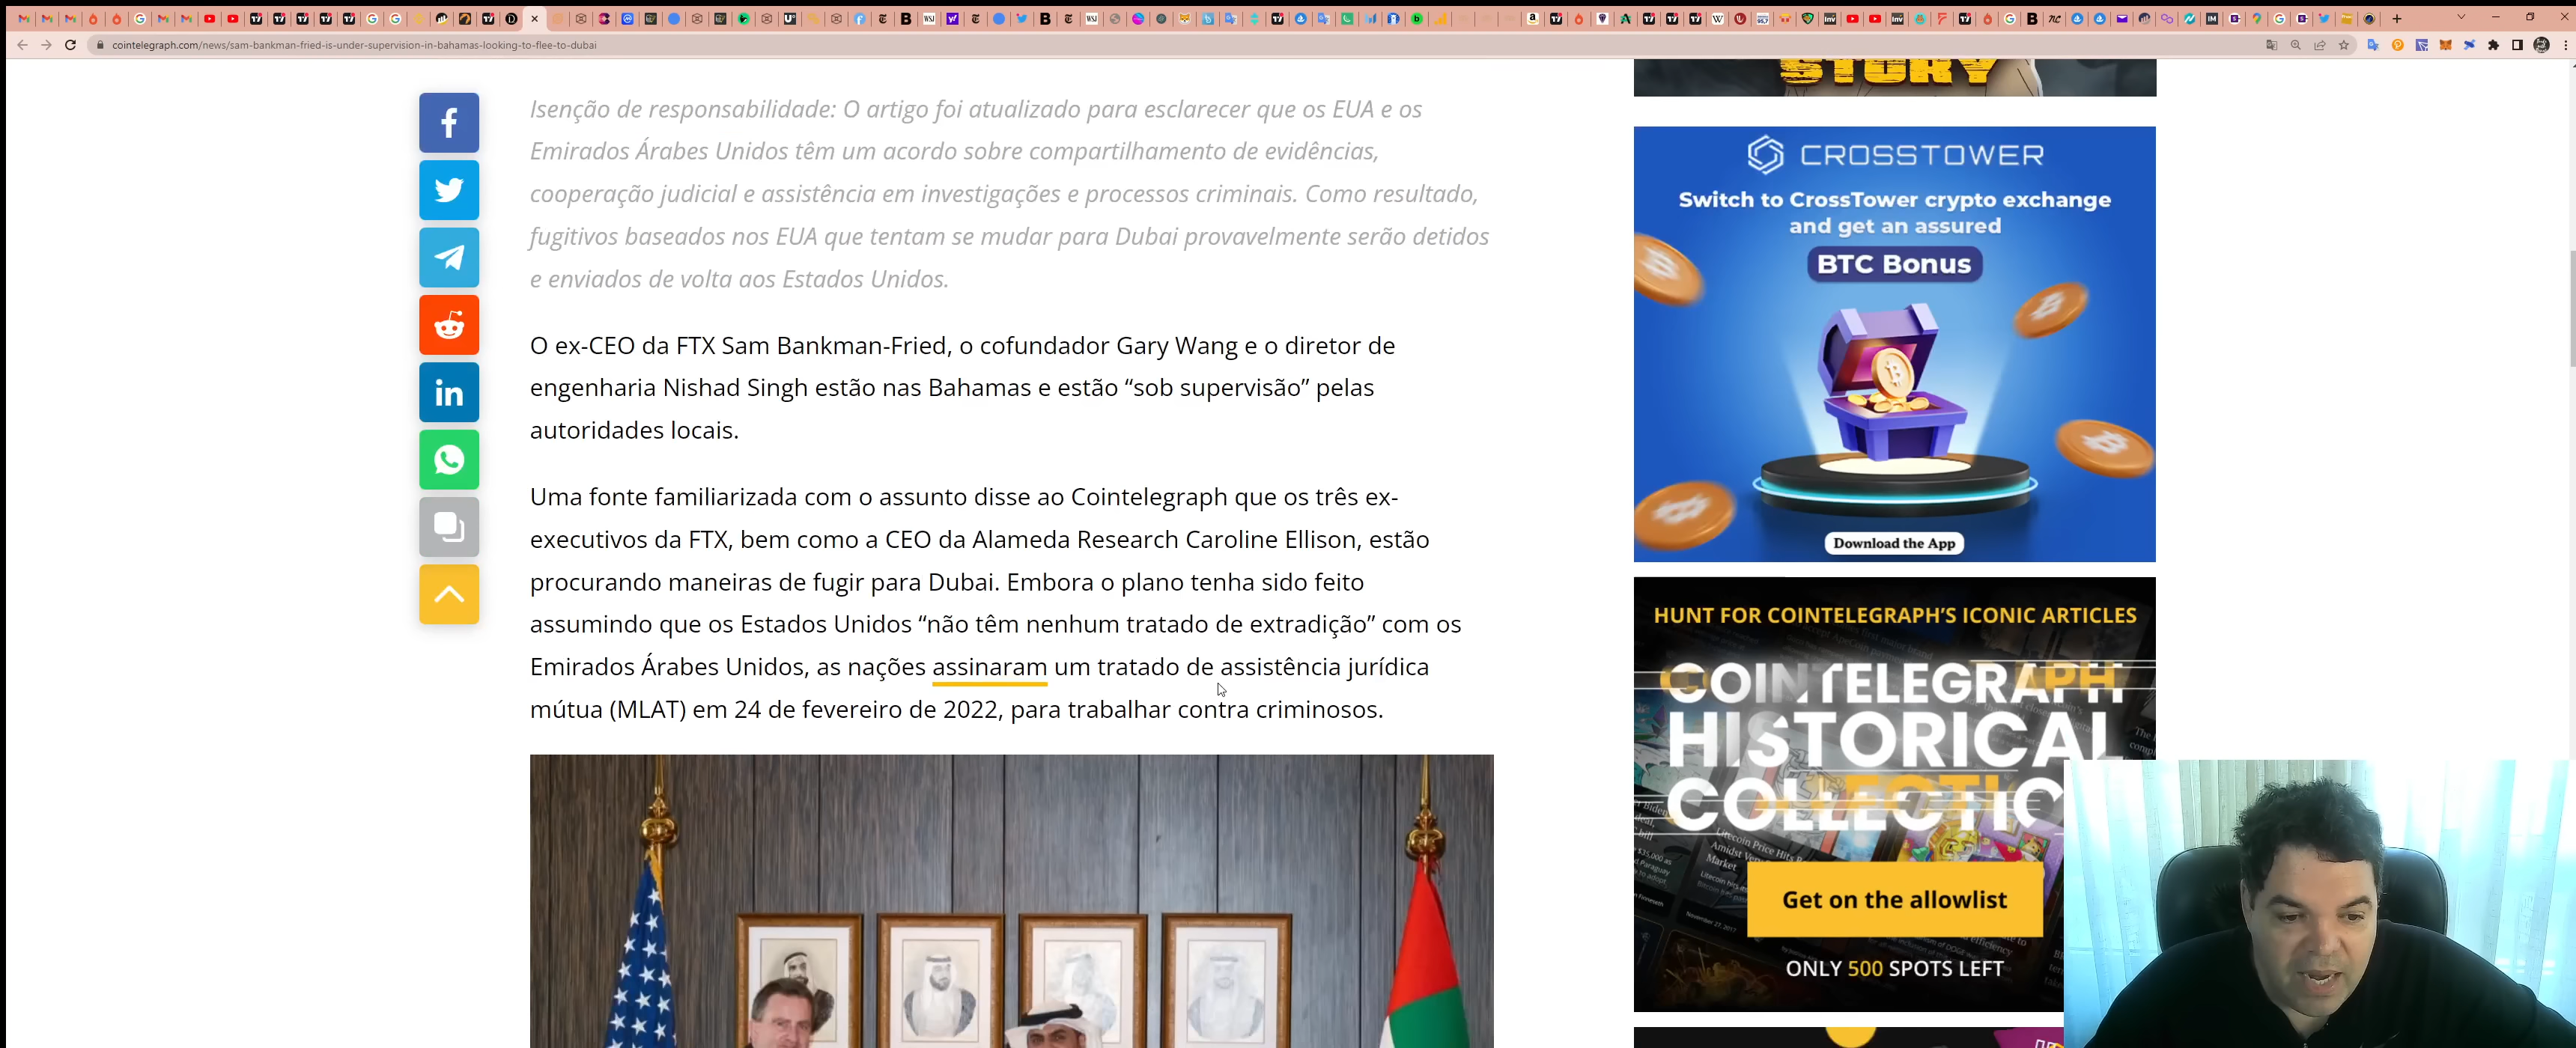 cointelegraph.com/news/sam-bankman-fried-is-under-supervision-in-bahamas-looking-to-flee-to-dubai
Isenção de responsabilidade: O artigo foi atualizado para esclarecer que os EUA e os
Emirados Árabes Unidos têm um acordo sobre compartilhamento de evidências,
cooperação judicial e assistência em investigações e processos criminais. Como resultado,
fugitivos baseados nos EUA que tentam se mudar para Dubai provavelmente serão detidos
e enviados de volta aos Estados Unidos.
O ex-CEO da FTX Sam Bankman-Fried, o cofundador Gary Wang e o diretor de
engenharia Nishad Singh estão nas Bahamas e estão “sob supervisão” pelas
autoridades locais.
Uma fonte familiarizada com o assunto disse ao Cointelegraph que os três ex-
executivos da FTX, bem como a CEO da Alameda Research Caroline Ellison, estão
procurando maneiras de fugir para Dubai. Embora o plano tenha sido feito
assumindo que os Estados Unidos “não têm nenhum tratado de extradição” com os
Emirados Árabes Unidos, as nações assinaram um tratado de assistência jurídica
mútua (MLAT) em 24 de fevereiro de 2022, para trabalhar contra criminosos.
STORY
CROSSTOWER
Switch to CrossTower crypto exchange
and get an assured
BTC Bonus
Download the App
HUNT FOR COINTELEGRAPH’S ICONIC ARTICLES
COINTELEGRAPH
HISTORICAL
Litecoin Price Hits
Amidst
Market
November 27, 2017
Get on the allowlist
ONLY 500 SPOTS LEFT